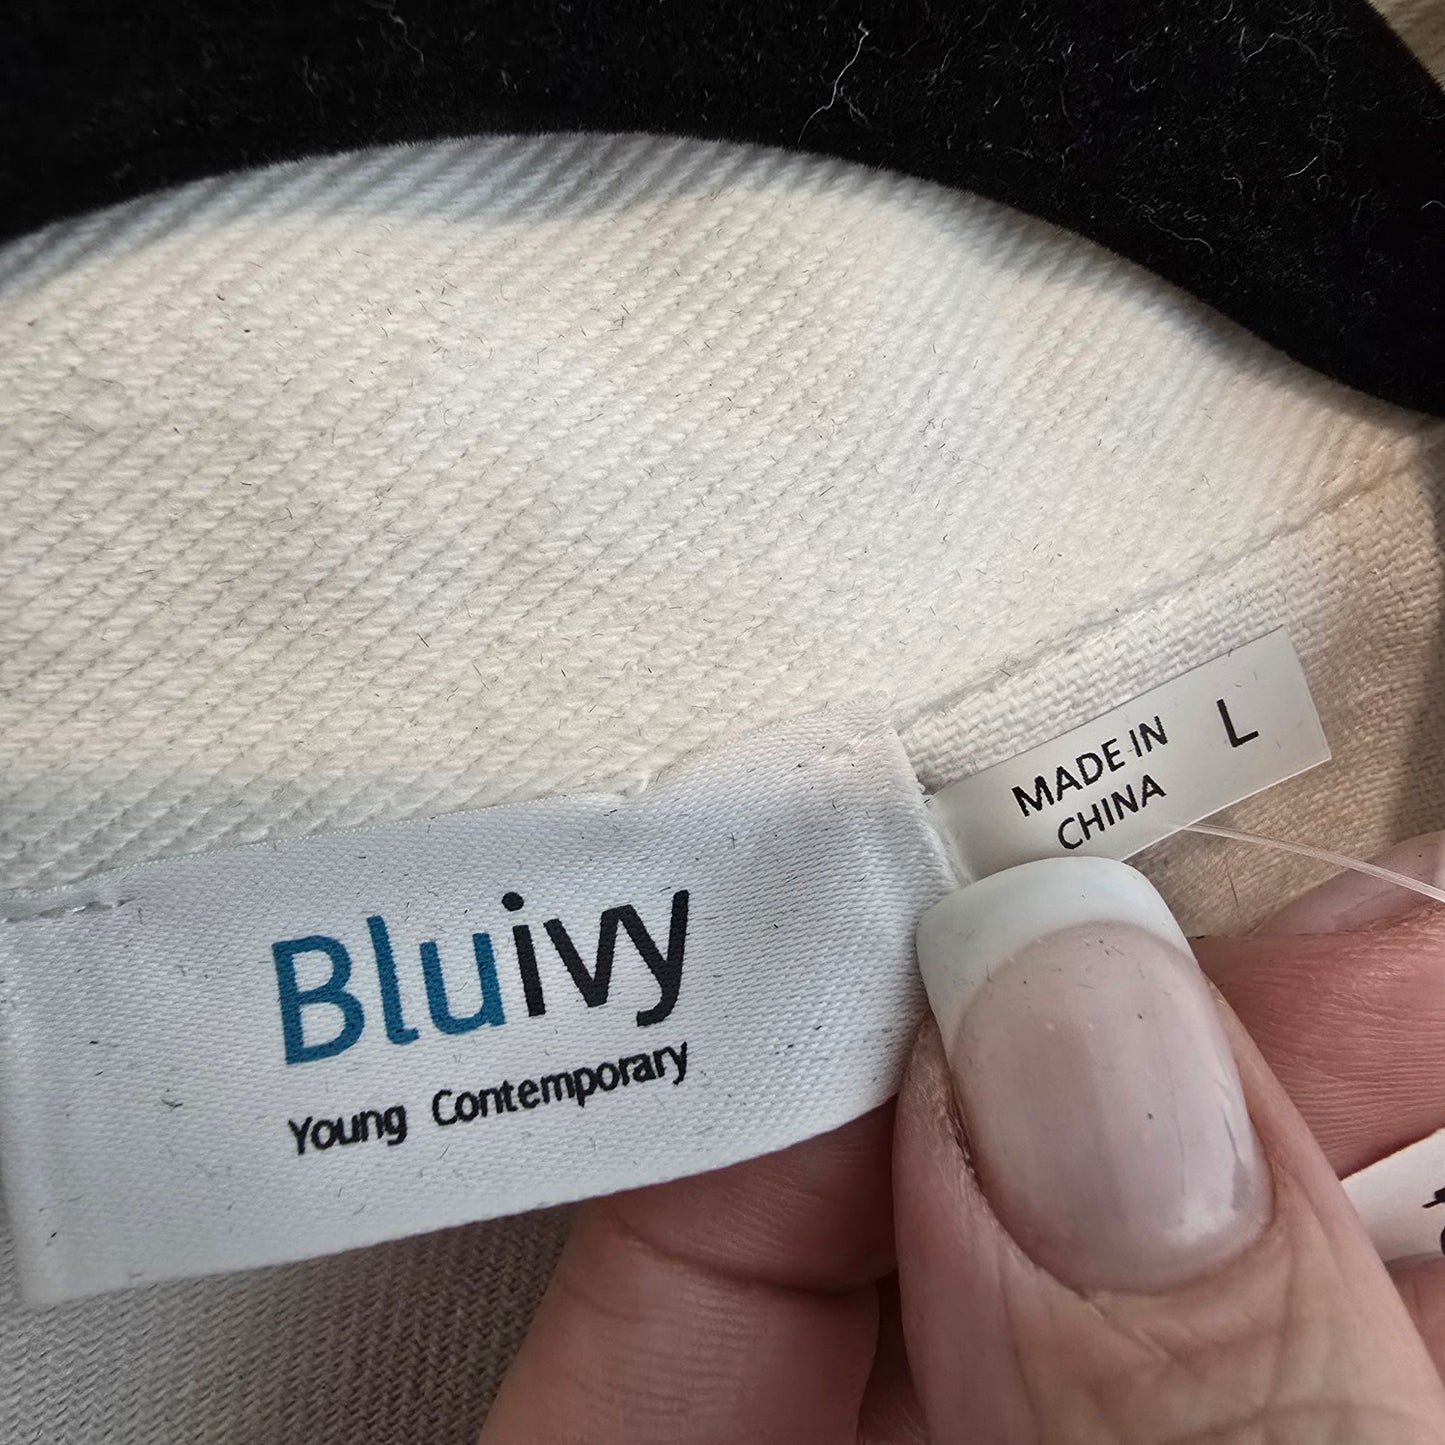 Bluivy
Young Contemporary
MADE IN
CHINA
L